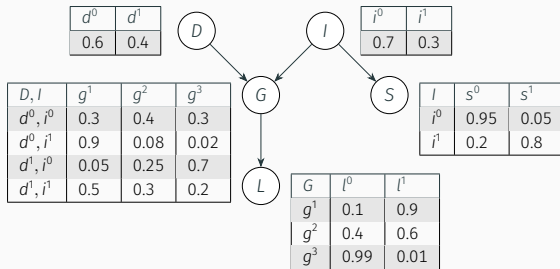 d⁰ d¹
0.6 0.4
D
I
i⁰ i¹
0.7 0.3
D, I g¹ g² g³
d⁰, i⁰ 0.3 0.4 0.3
d⁰, i¹ 0.9 0.08 0.02
d¹, i⁰ 0.05 0.25 0.7
d¹, i¹ 0.5 0.3 0.2
G
S
I s⁰ s¹
i⁰ 0.95 0.05
i¹ 0.2 0.8
L
G l⁰ l¹
g¹ 0.1 0.9
g² 0.4 0.6
g³ 0.99 0.01